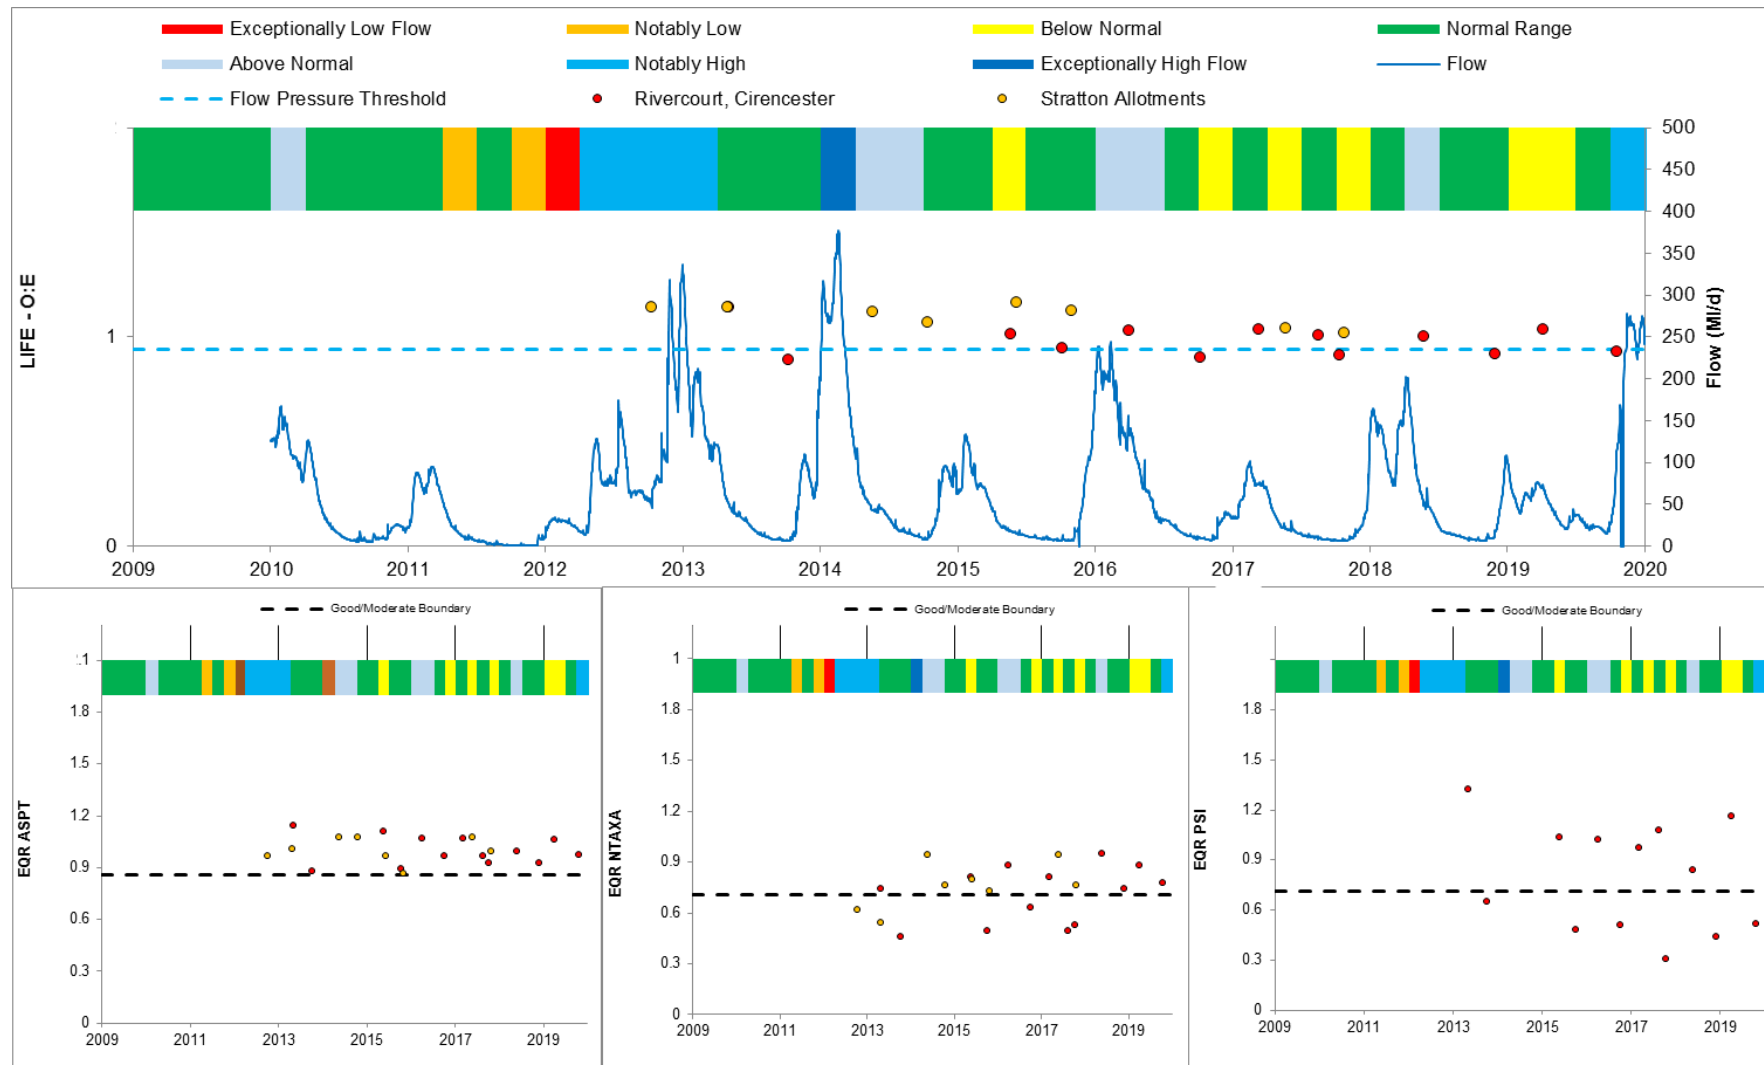 Exceptionally Low Flow Notably Low Below Normal Normal Range
Above Normal Notably High Exceptionally High Flow Flow
Flow Pressure Threshold Rivercourt, Cirencester Stratton Allotments
LIFE - O:E
1
0
500
450
400
350
300
250
200
150
100
50
0
Flow (Ml/d)
2009 2010 2011 2012 2013 2014 2015 2016 2017 2018 2019 2020
Good/Moderate Boundary
EQR ASPT
1.8
1.5
1.2
0.9
0.6
0.3
0
2009 2011 2013 2015 2017 2019
Good/Moderate Boundary
EQR NTAXA
1
1.8
1.5
1.2
0.9
0.6
0.3
0
2009 2011 2013 2015 2017 2019
Good/Moderate Boundary
EQR PSI
1.8
1.5
1.2
0.9
0.6
0.3
0
2009 2011 2013 2015 2017 2019